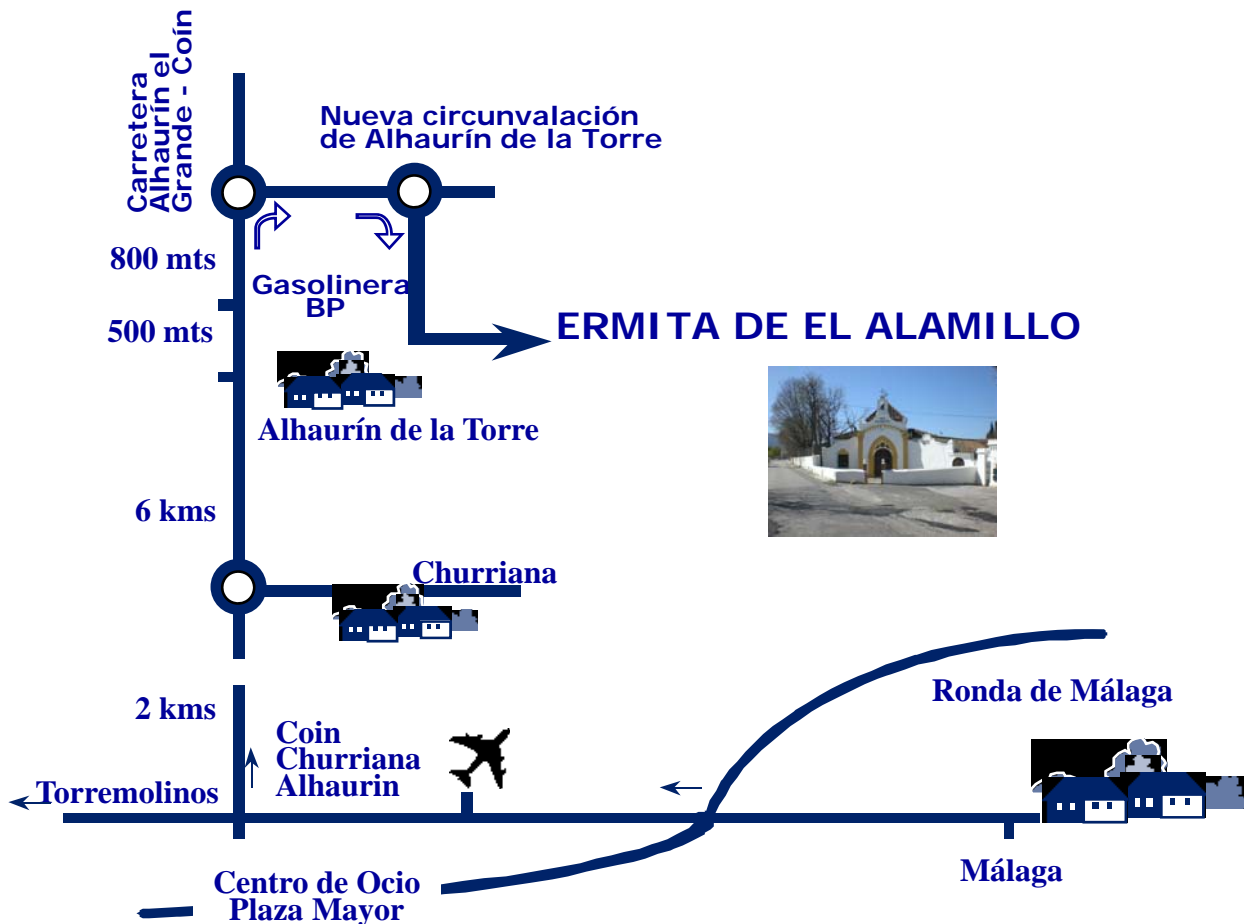 Carretera
Alhaurín el
Grande - Coín
Nueva circunvalación
de Alhaurín de la Torre
800 mts
Gasolinera
BP
500 mts
ERMITA DE EL ALAMILLO
Alhaurín de la Torre
6 kms
Churriana
2 kms
Ronda de Málaga
Coin
Churriana
Alhaurin
Torremolinos
Málaga
Centro de Ocio
Plaza Mayor